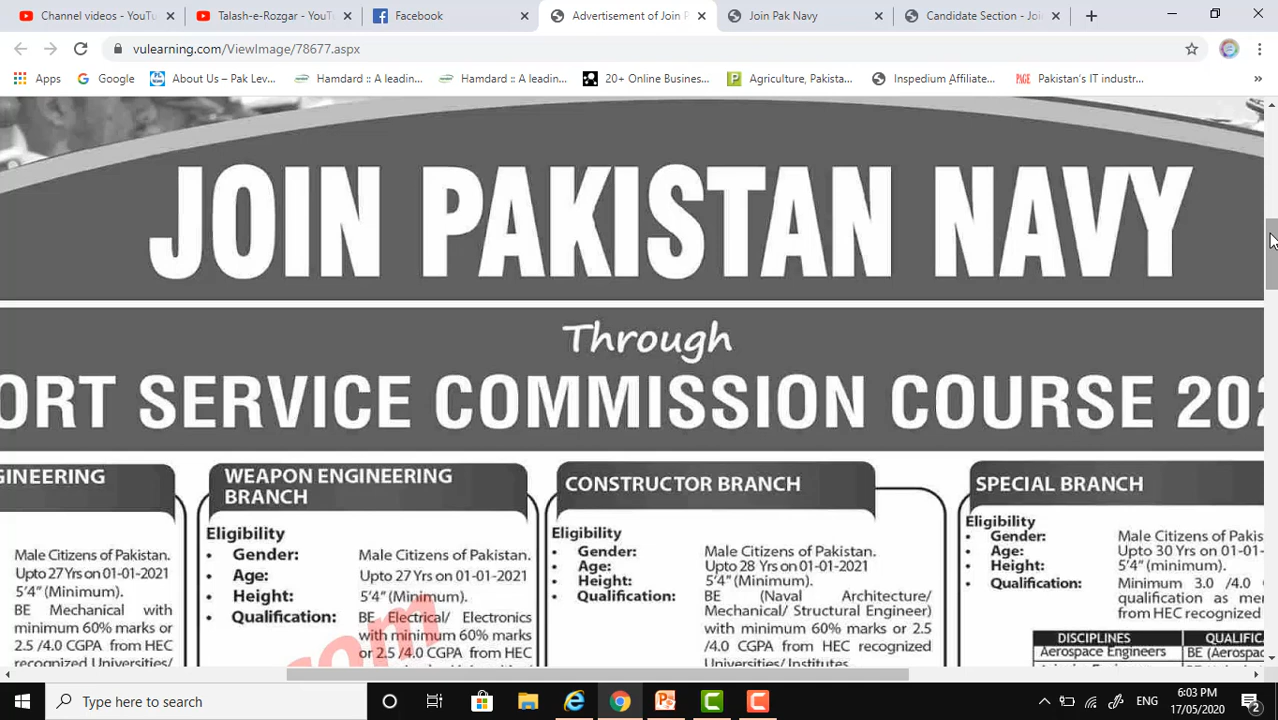 Channel videos - YouTu
Talash-e-Rozgar - YouTu
Facebook
Advertisement of Join P
Join Pak Navy
Candidate Section - Joi
vulearning.com/ViewImage/78677.aspx
Apps
Google
About Us – Pak Lev...
Hamdard :: A leadin...
Hamdard :: A leadin...
20+ Online Busines...
Agriculture, Pakista...
Inspedium Affiliate...
Pakistan's IT industr...
JOIN PAKISTAN NAVY
Through
ORT SERVICE COMMISSION COURSE 202
GINEERING
Male Citizens of Pakistan.
Upto 27 Yrs on 01-01-2021
5'4" (Minimum).
BE Mechanical with
minimum 60% marks or
2.5 /4.0 CGPA from HEC
recognized Universities/
WEAPON ENGINEERING
BRANCH
Eligibility
• Gender: Male Citizens of Pakistan.
• Age: Upto 27 Yrs on 01-01-2021
• Height: 5'4" (Minimum).
• Qualification: BE Electrical/ Electronics
with minimum 60% marks
or 2.5 /4.0 CGPA from HEC
com
CONSTRUCTOR BRANCH
Eligibility
• Gender: Male Citizens of Pakistan.
• Age: Upto 28 Yrs on 01-01-2021
• Height: 5'4" (Minimum).
• Qualification: BE (Naval Architecture/
Mechanical/ Structural Engineer)
with minimum 60% marks or 2.5
/4.0 CGPA from HEC recognized
Universities/ Institutes.
SPECIAL BRANCH
Eligibility
• Gender: Male Citizens of Pakis
• Age: Upto 30 Yrs on 01-01-
• Height: 5'4" (minimum).
• Qualification: Minimum 3.0 /4.0
qualification as me
from HEC recognized
DISCIPLINES QUALIFIC
Aerospace Engineers BE (Aerospac
Type here to search
ENG
6:03 PM
17/05/2020
2